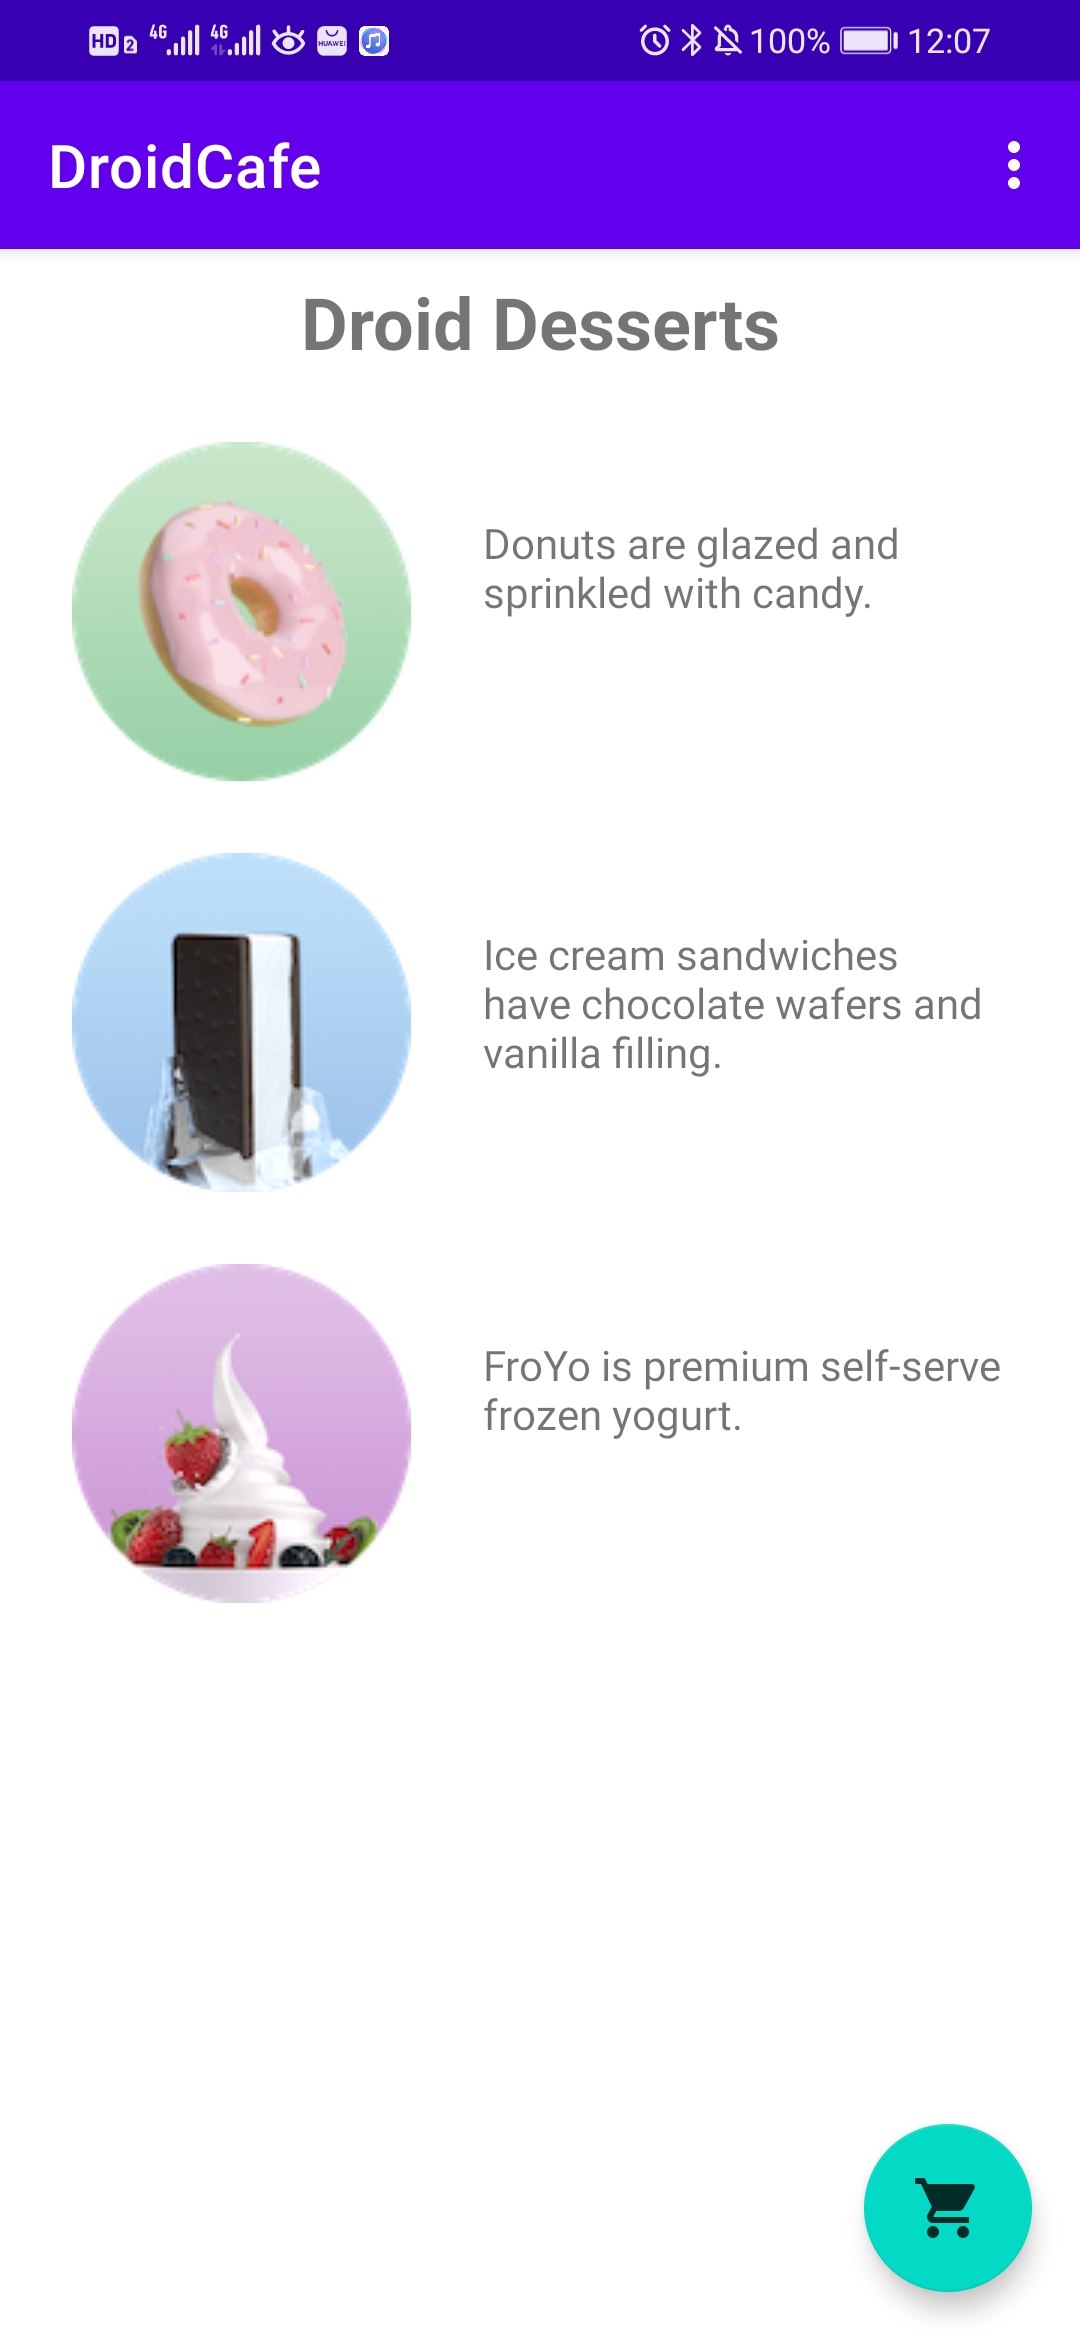 HD 2 4G 4G HUAWEI 100% 12:07
DroidCafe
Droid Desserts
Donuts are glazed and
sprinkled with candy.
Ice cream sandwiches
have chocolate wafers and
vanilla filling.
FroYo is premium self-serve
frozen yogurt.